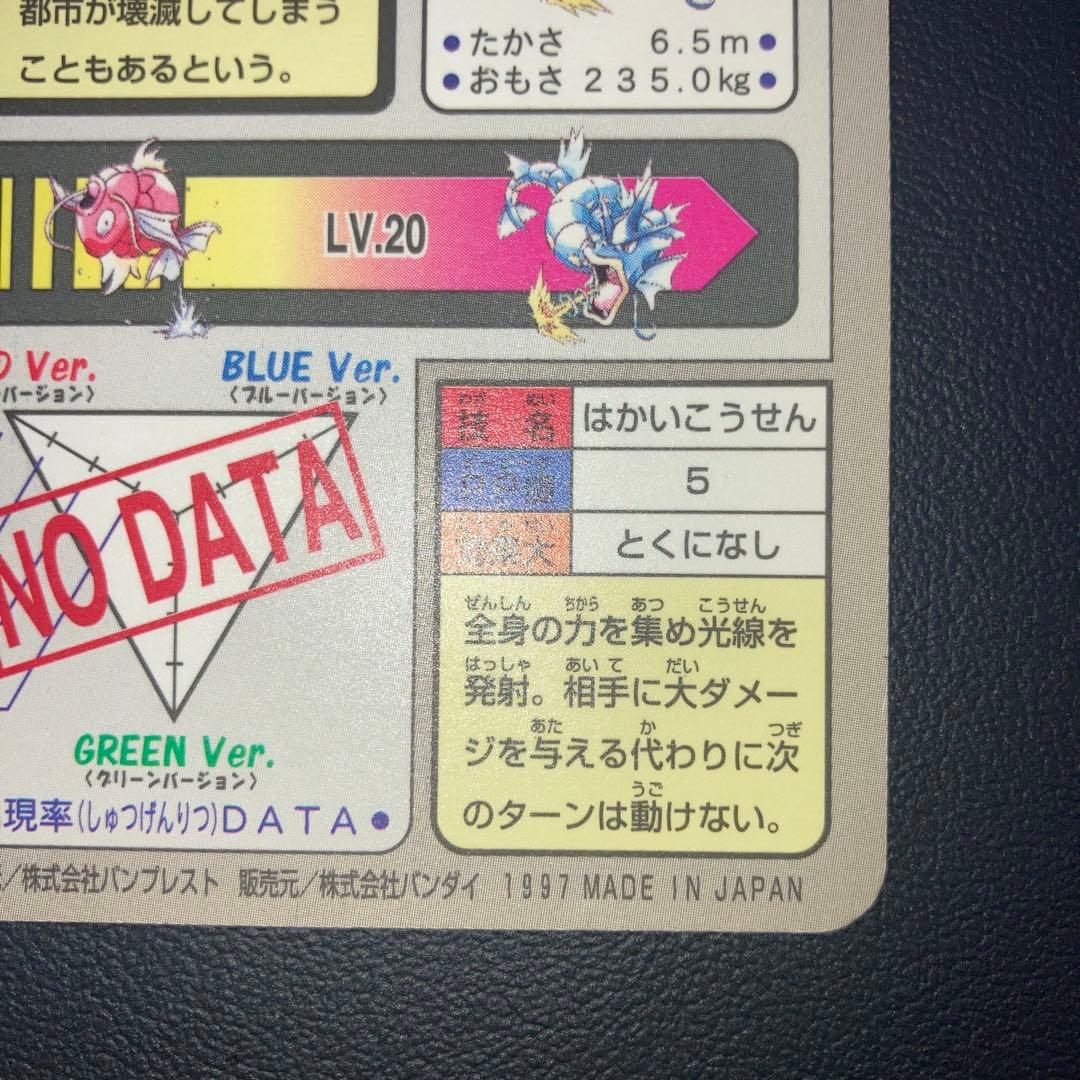 都市が壊滅してしまう
こともあるという。
●たかさ 6.5m●
●おもさ 235.0kg●
LV.20
D Ver.
バージョン〉
BLUE Ver.
〈ブルーバージョン〉
NO DATA
GREEN Ver.
〈グリーンバージョン〉
現率(しゅつげんりつ)DATA●
技名 はかいこうせん
5
とくになし
全身の力を集め光線を
発射。相手に大ダメー
ジを与える代わりに次
のターンは動けない。
／株式会社バンプレスト 販売元／株式会社バンダイ 1997 MADE IN JAPAN